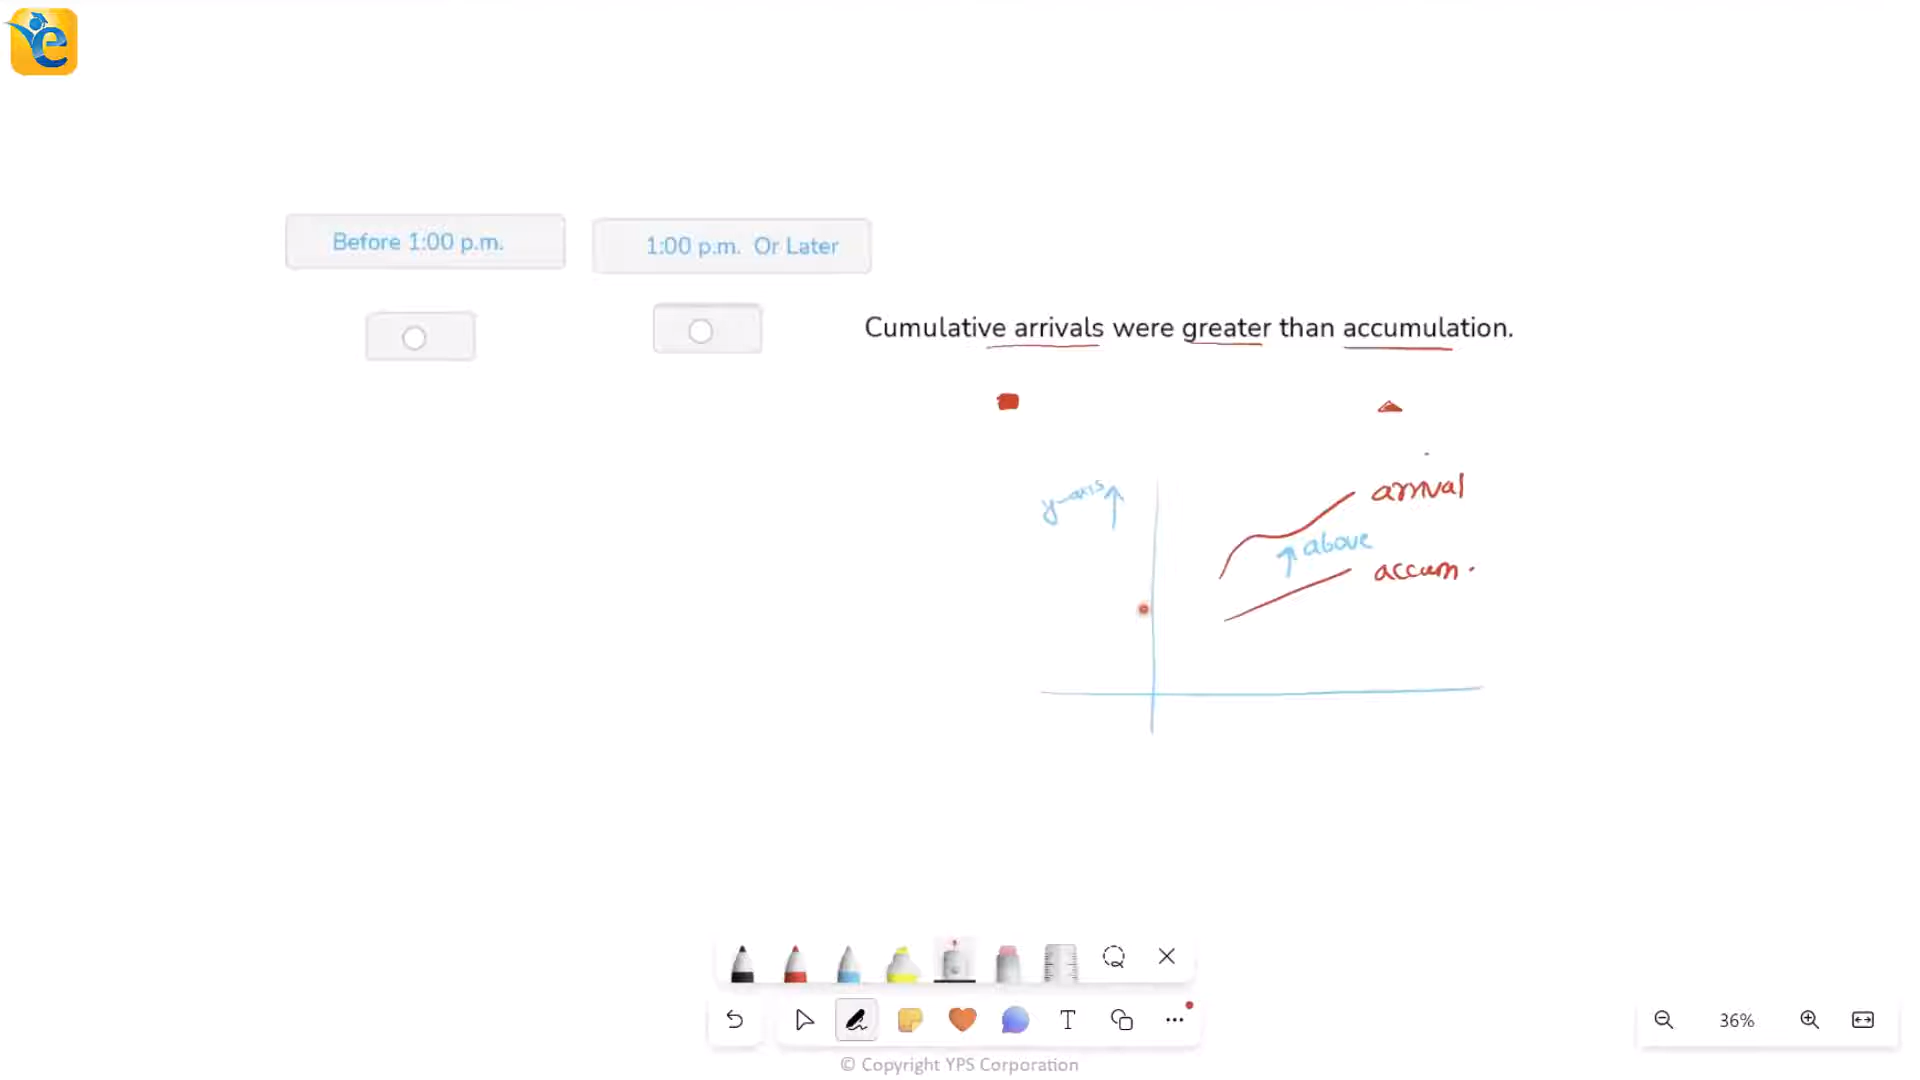 e
Before 1:00 p.m.
1:00 p.m. Or Later
Cumulative arrivals were greater than accumulation.
y-axis
arrival
above
accum.
T
36%
© Copyright YPS Corporation